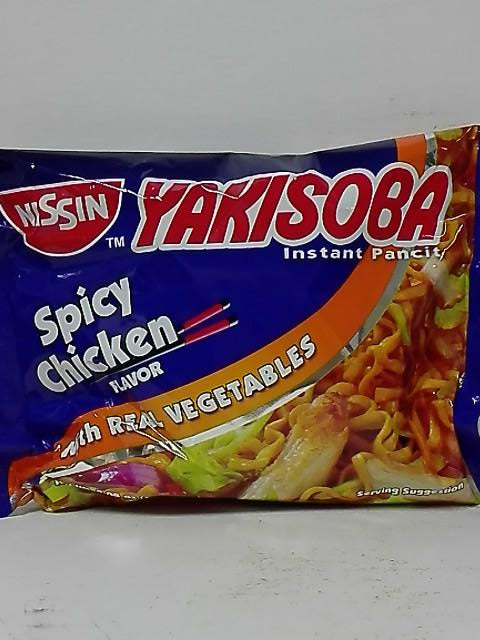 NISSIN
TM
YAKISOBA
Instant Pancit
Spicy
Chicken
FLAVOR
with REAL VEGETABLES
Serving Suggestion